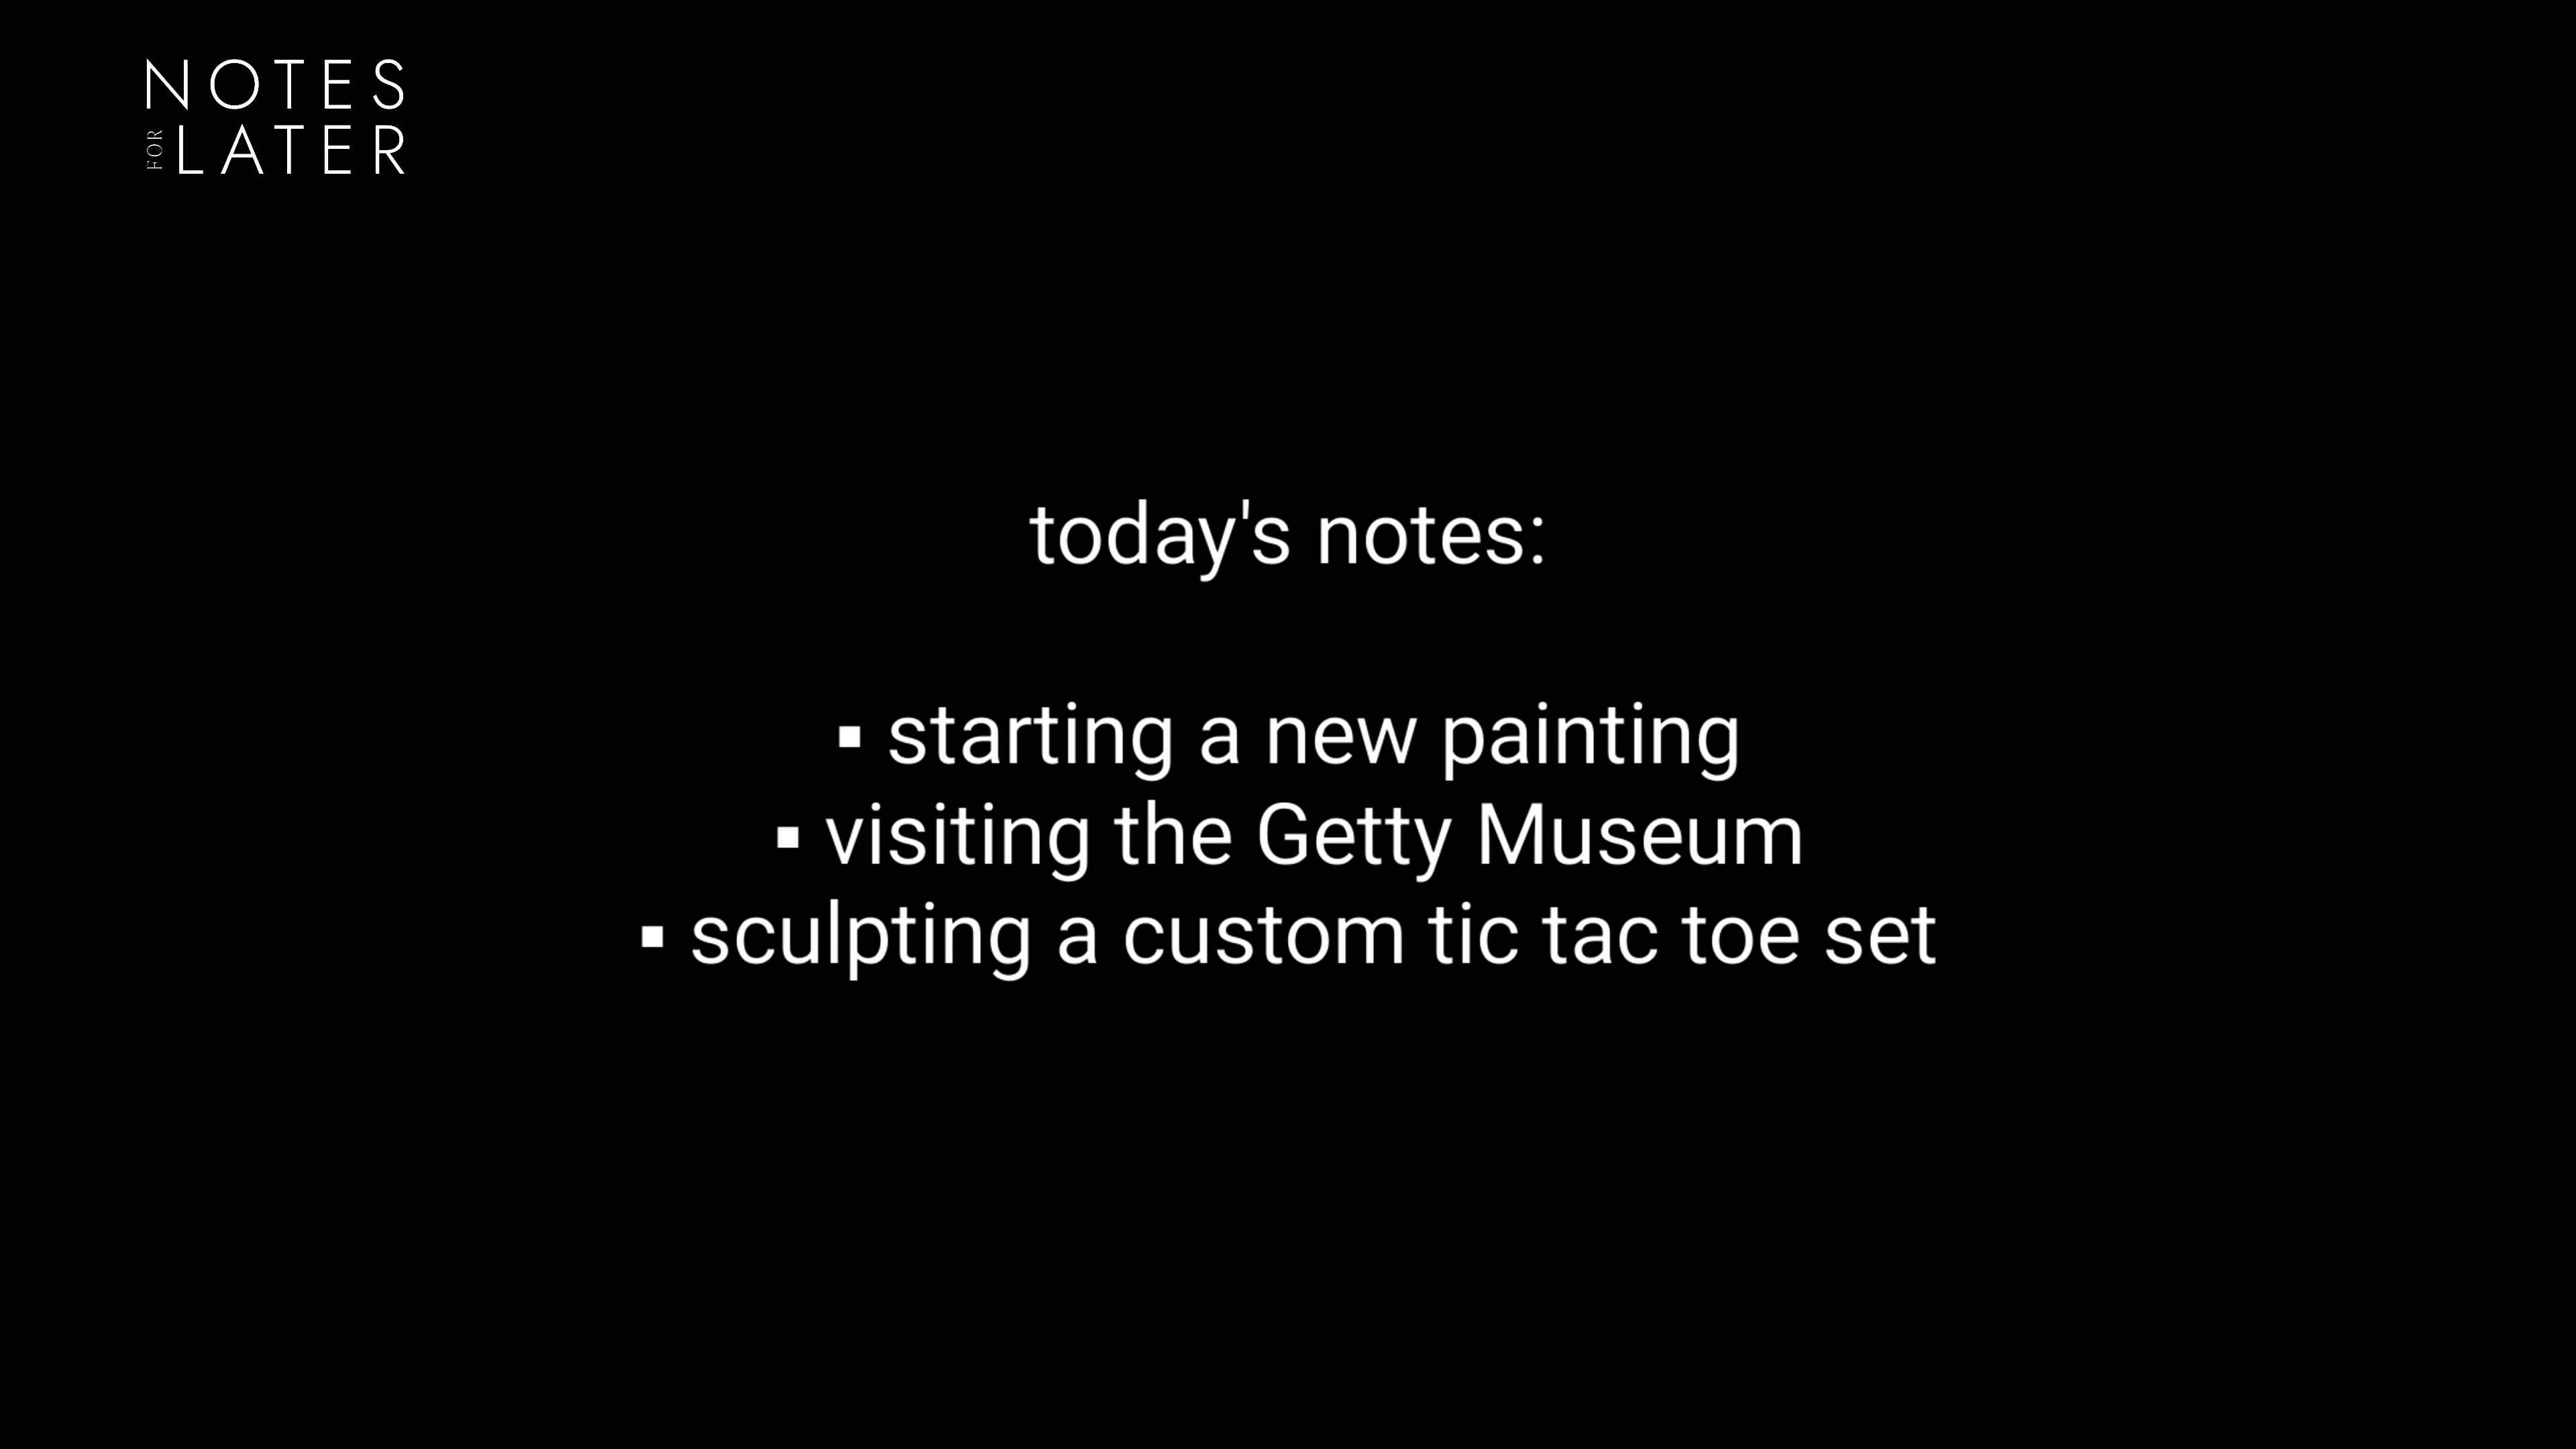 NOTES
FOR LATER
today's notes:
▪ starting a new painting
▪ visiting the Getty Museum
▪ sculpting a custom tic tac toe set